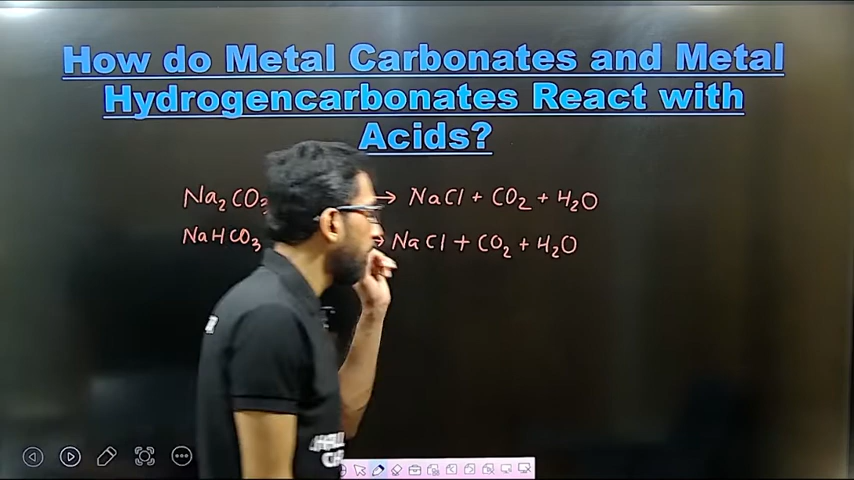 How do Metal Carbonates and Metal
Hydrogencarbonates React with
Acids?
Na₂CO₃ → NaCl + CO₂ + H₂O
NaHCO₃ → NaCl + CO₂ + H₂O